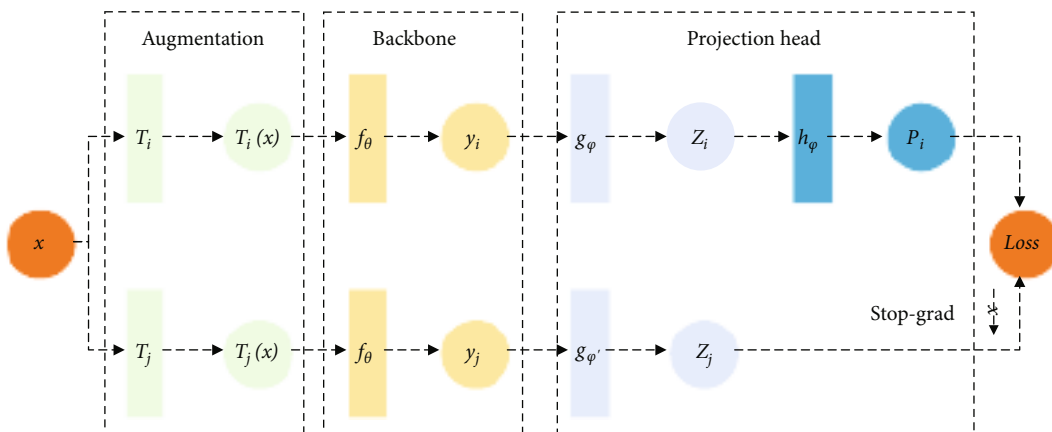 Augmentation
Backbone
Projection head
T_i
T_i (x)
f_θ
y_i
g_φ
Z_i
h_φ
P_i
x
Loss
Stop-grad
x
T_j
T_j (x)
f_θ
y_j
g_φ′
Z_j